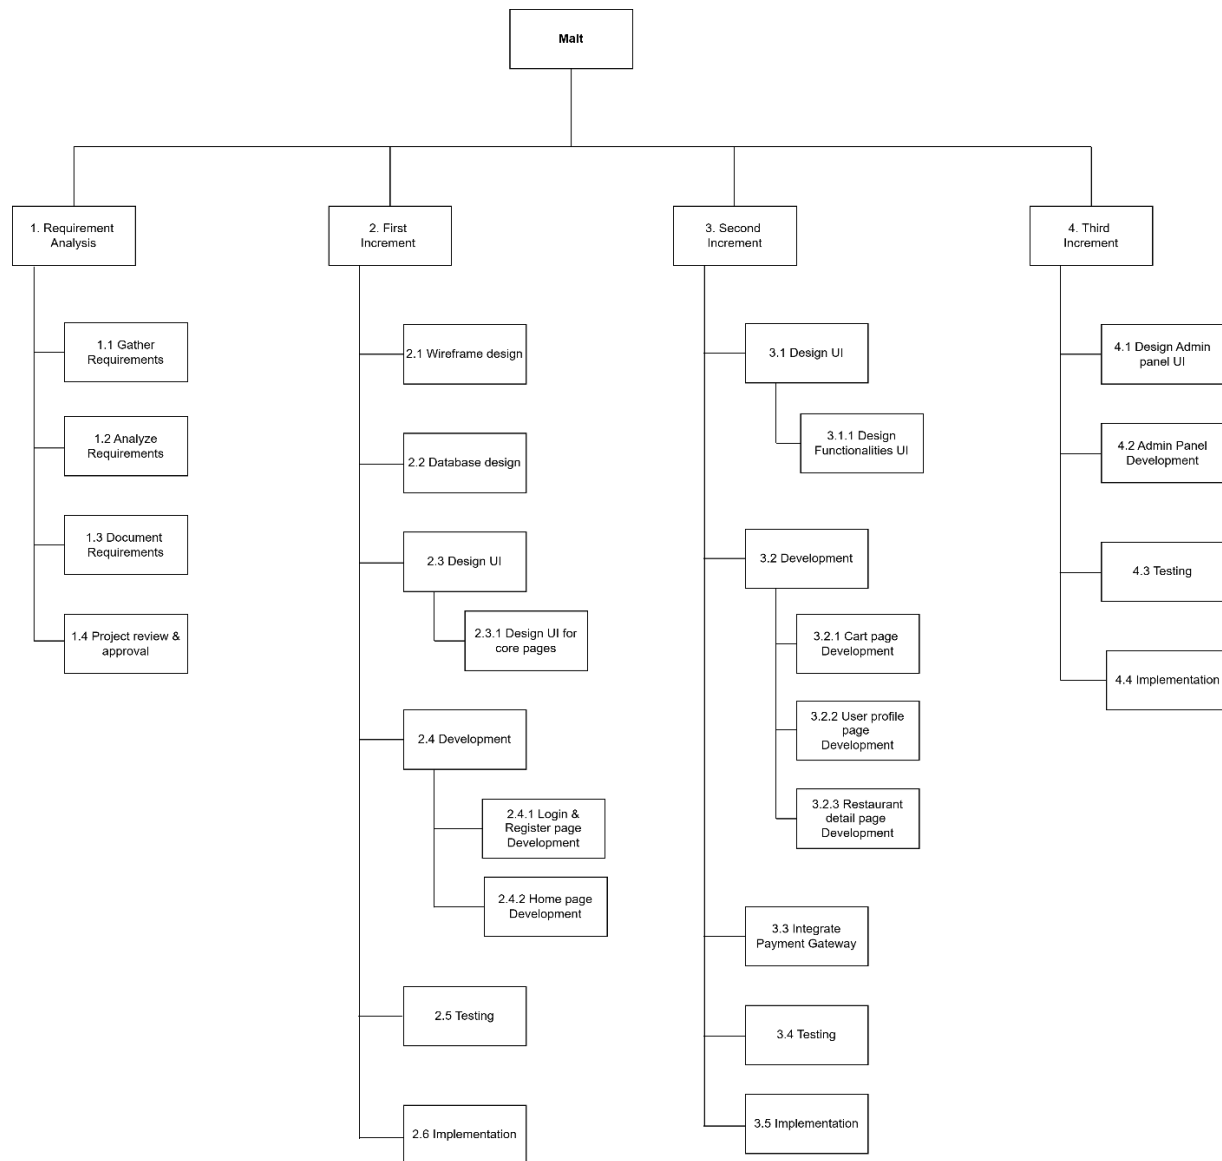 Malt
1. Requirement
Analysis
2. First
Increment
3. Second
Increment
4. Third
Increment
1.1 Gather
Requirements
1.2 Analyze
Requirements
1.3 Document
Requirements
1.4 Project review &
approval
2.1 Wireframe design
2.2 Database design
2.3 Design UI
2.3.1 Design UI for
core pages
2.4 Development
2.4.1 Login &
Register page
Development
2.4.2 Home page
Development
2.5 Testing
2.6 Implementation
3.1 Design UI
3.1.1 Design
Functionalities UI
3.2 Development
3.2.1 Cart page
Development
3.2.2 User profile
page
Development
3.2.3 Restaurant
detail page
Development
3.3 Integrate
Payment Gateway
3.4 Testing
3.5 Implementation
4.1 Design Admin
panel UI
4.2 Admin Panel
Development
4.3 Testing
4.4 Implementation